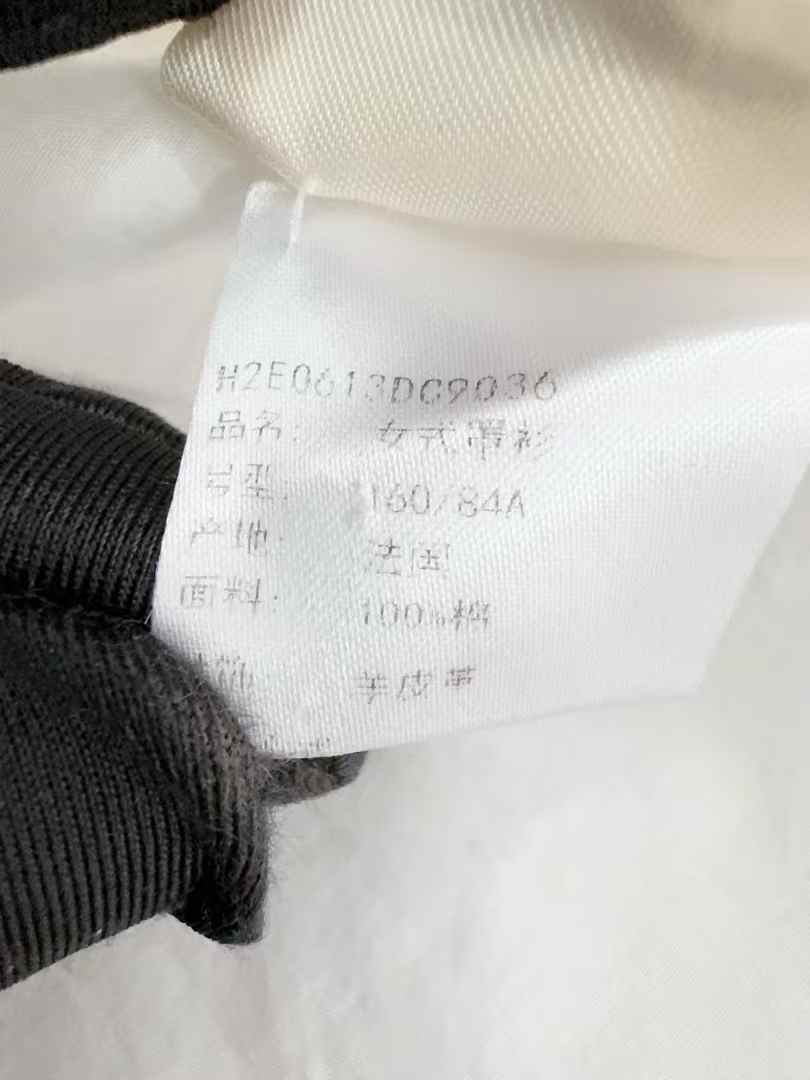 H2E0613DC9036
品名: 女式罩衫
号型: 160/84A
产地: 法国
面料: 100%棉
羊皮革